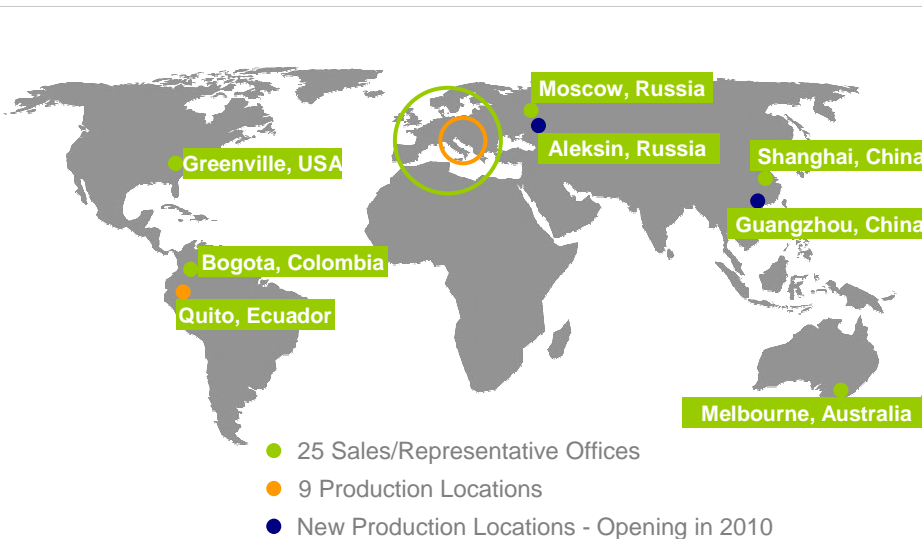 Moscow, Russia
Aleksin, Russia
Shanghai, China
Greenville, USA
Guangzhou, China
Bogota, Colombia
Quito, Ecuador
Melbourne, Australia
25 Sales/Representative Offices
9 Production Locations
New Production Locations - Opening in 2010